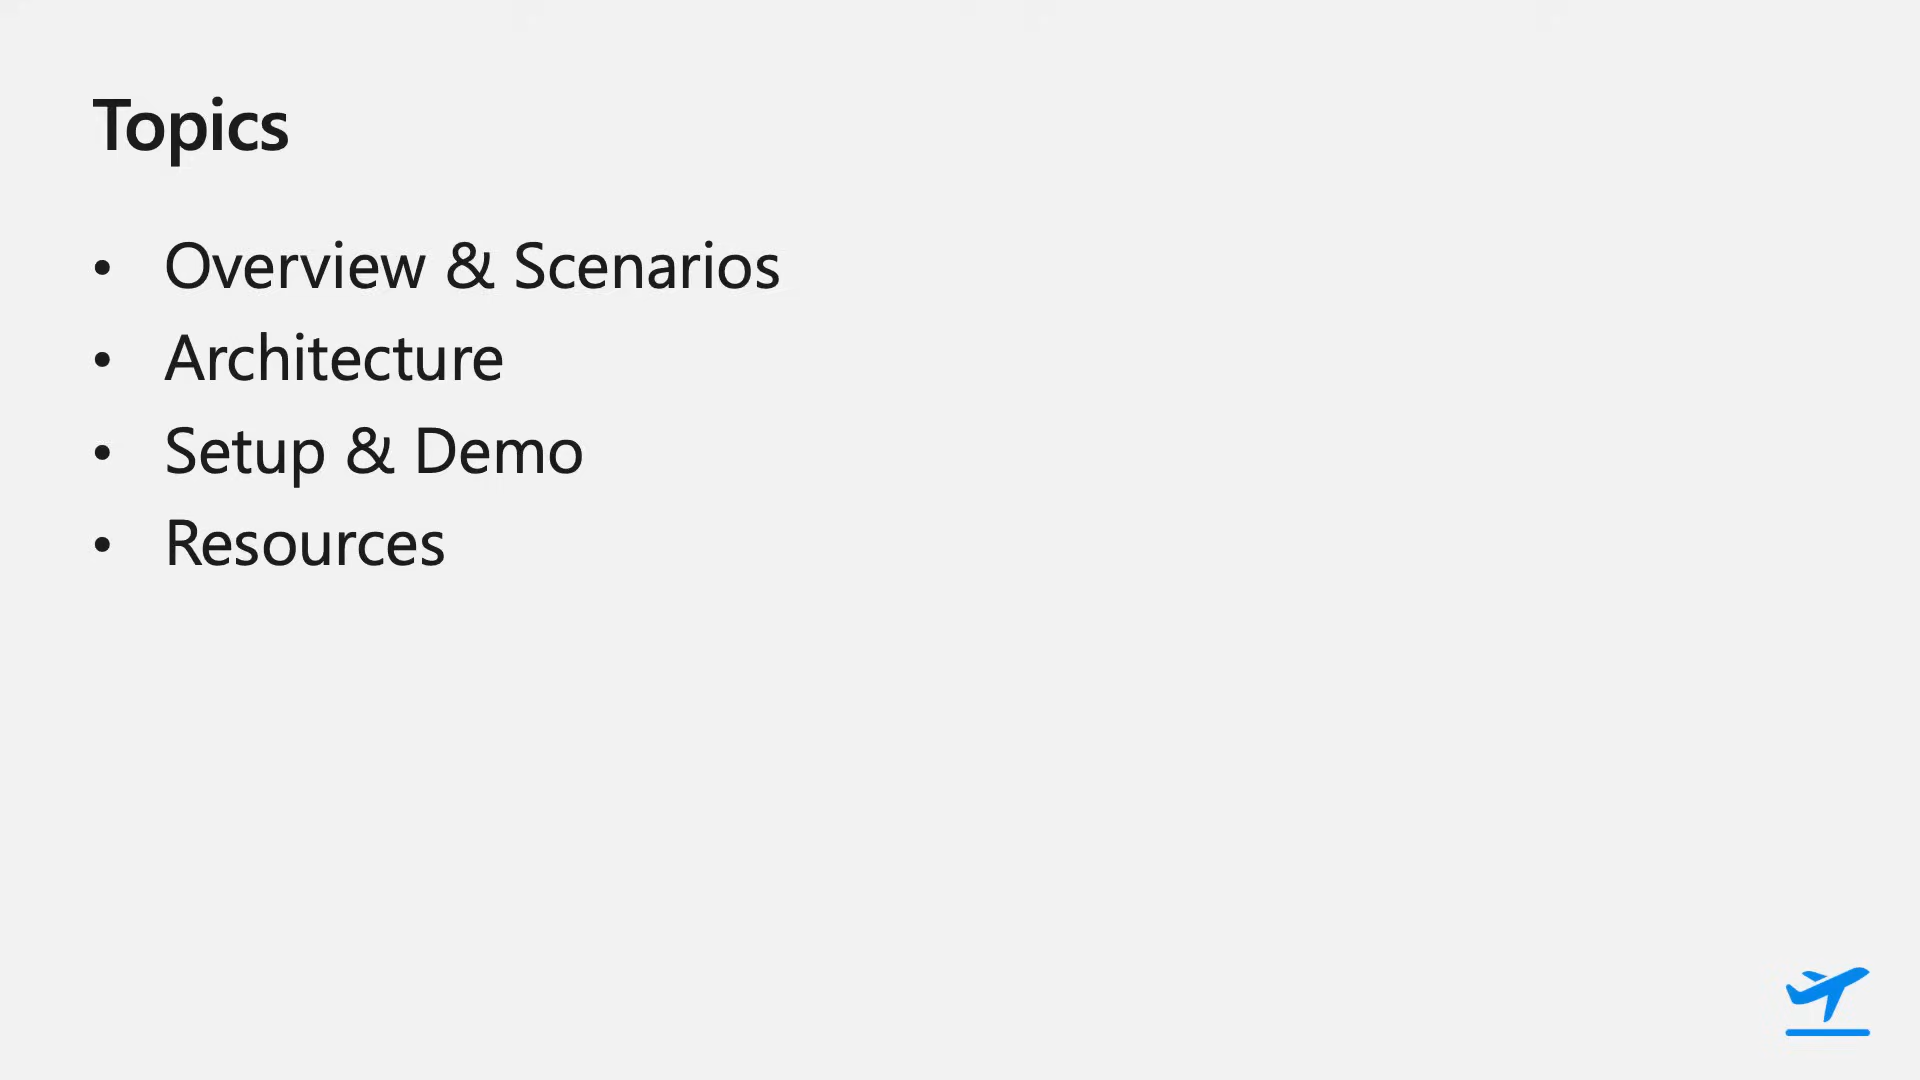 Topics
• Overview & Scenarios
• Architecture
• Setup & Demo
• Resources